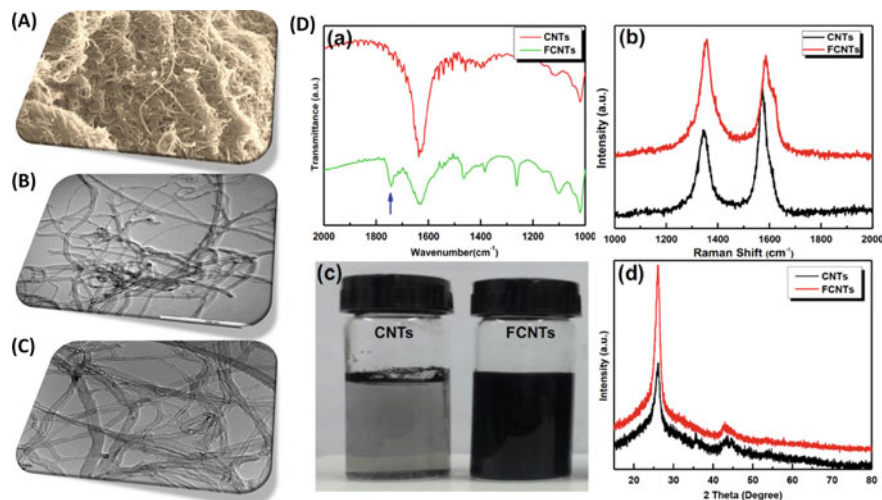 (A)
(B)
(C)
(D)
(a)
CNTs
FCNTs
Transmittance (a.u.)
2000 1800 1600 1400 1200 1000
Wavenumber(cm⁻¹)
(b)
CNTs
FCNTs
Intensity (a.u.)
1000 1200 1400 1600 1800 2000
Raman Shift (cm⁻¹)
(c)
CNTs
FCNTs
(d)
CNTs
FCNTs
Intensity (a.u.)
20 30 40 50 60 70 80
2 Theta (Degree)